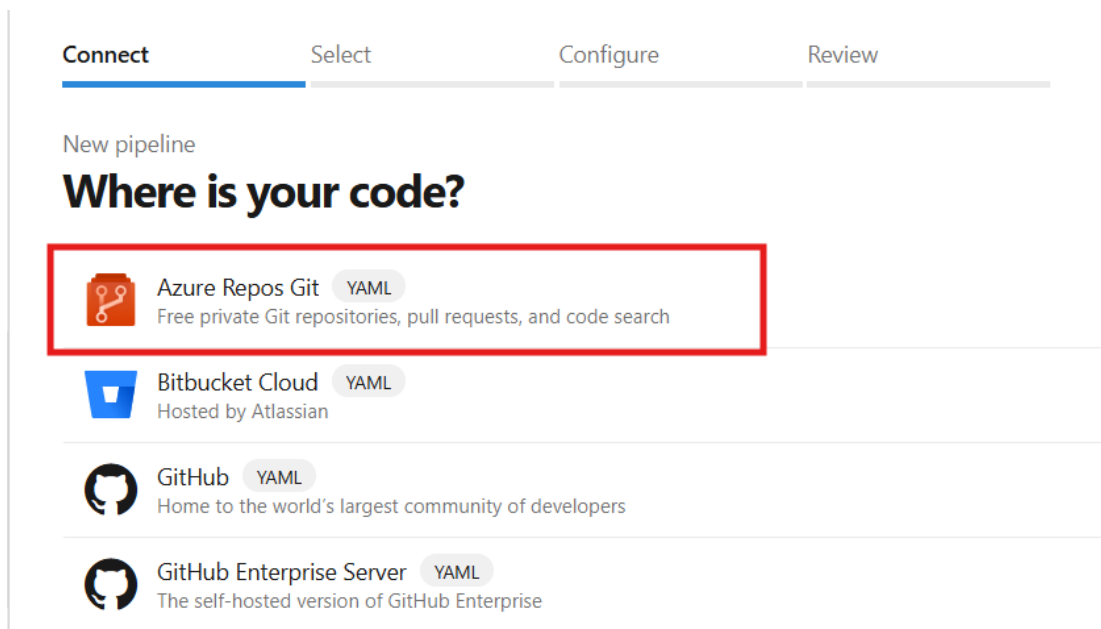 Connect Select Configure Review
New pipeline
Where is your code?
Azure Repos Git YAML
Free private Git repositories, pull requests, and code search
Bitbucket Cloud YAML
Hosted by Atlassian
GitHub YAML
Home to the world’s largest community of developers
GitHub Enterprise Server YAML
The self-hosted version of GitHub Enterprise